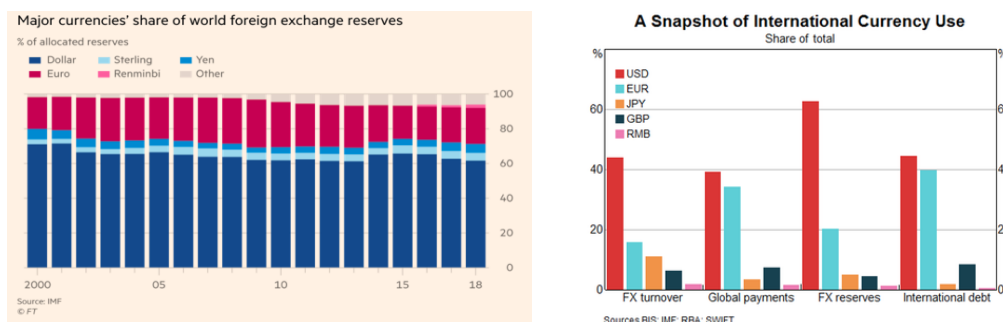 Major currencies' share of world foreign exchange reserves
% of allocated reserves
Dollar Sterling Yen
Euro Renminbi Other
100
80
60
40
20
0
2000 05 10 15 18
Source: IMF
© FT
A Snapshot of International Currency Use
Share of total
% %
USD
EUR
JPY
GBP
RMB
60
40 4
20 2
0 0
FX turnover Global payments FX reserves International debt
Sources BIS; IMF; RBA; SWIFT